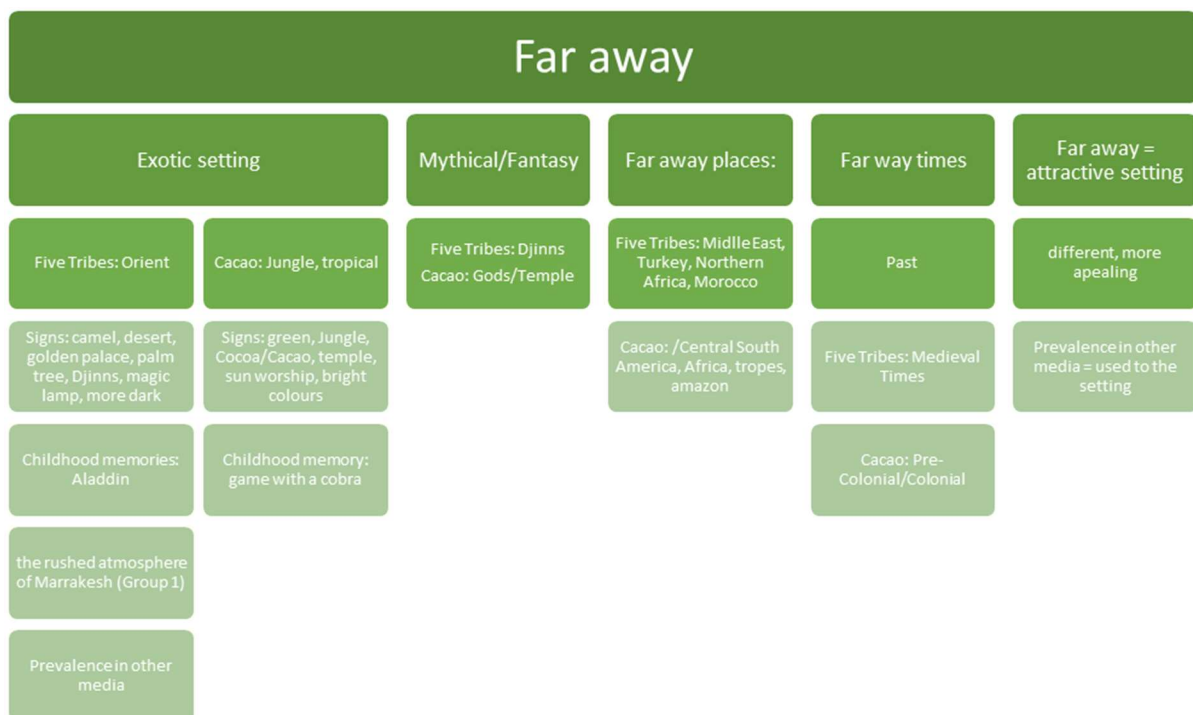 Far away
Exotic setting
Mythical/Fantasy
Far away places:
Far way times
Far away =
attractive setting
Five Tribes: Orient
Cacao: Jungle, tropical
Five Tribes: Djinns
Cacao: Gods/Temple
Five Tribes: MidlleEast,
Turkey, Northern
Africa, Morocco
Past
different, more
apealing
Signs: camel, desert,
golden palace, palm
tree, Djinns, magic
lamp, more dark
Signs: green, Jungle,
Cocoa/Cacao, temple,
sun worship, bright
colours
Cacao: /Central South
America, Africa, tropes,
amazon
Five Tribes: Medieval
Times
Prevalence in other
media = used to the
setting
Childhood memories:
Aladdin
Childhood memory:
game with a cobra
Cacao: Pre-
Colonial/Colonial
the rushed atmosphere
of Marrakesh (Group 1)
Prevalence in other
media